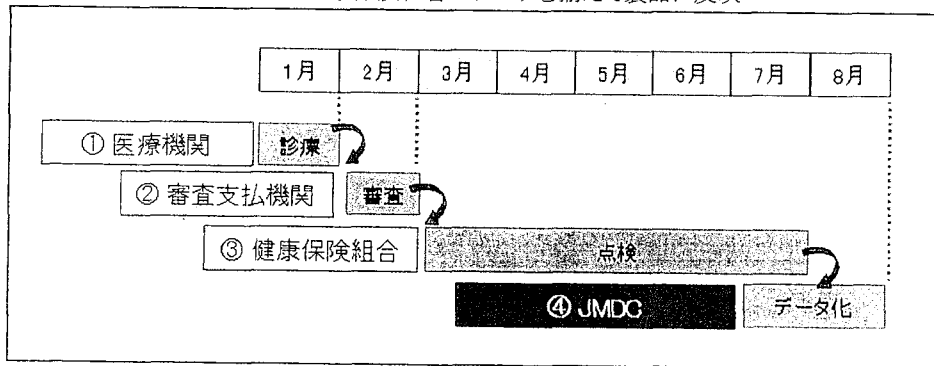 1月 2月 3月 4月 5月 6月 7月 8月
① 医療機関 診療
② 審査支払機関 審査
③ 健康保険組合 点検
④ JMDC データ化